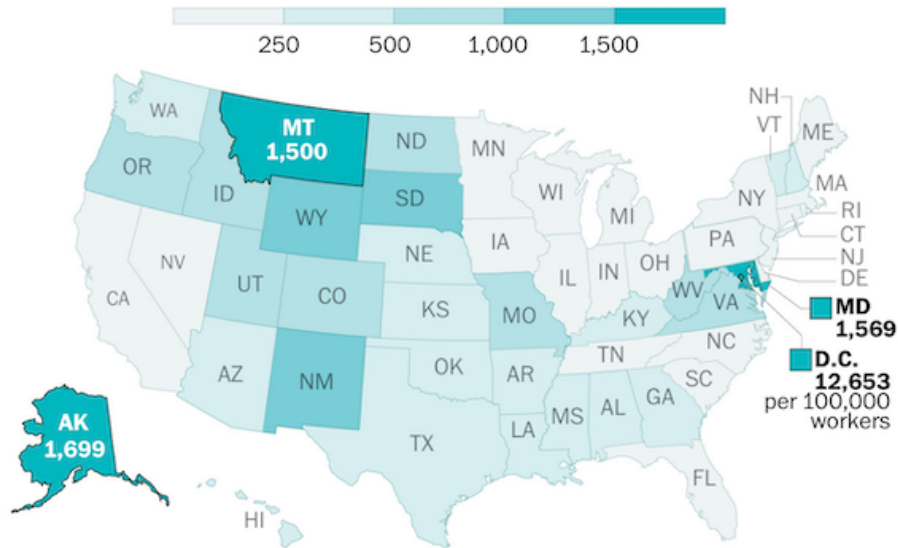 250
500
1,000
1,500
WA
MT
1,500
ND
MN
NH
VT
ME
OR
ID
SD
WI
MI
NY
MA
WY
RI
CT
NE
IA
PA
NJ
NV
IL
IN
OH
DE
UT
CO
WV
VA
MD
1,569
CA
KS
MO
KY
NC
AZ
NM
OK
AR
TN
SC
D.C.
12,653
per 100,000
workers
AK
1,699
TX
LA
MS
AL
GA
FL
HI